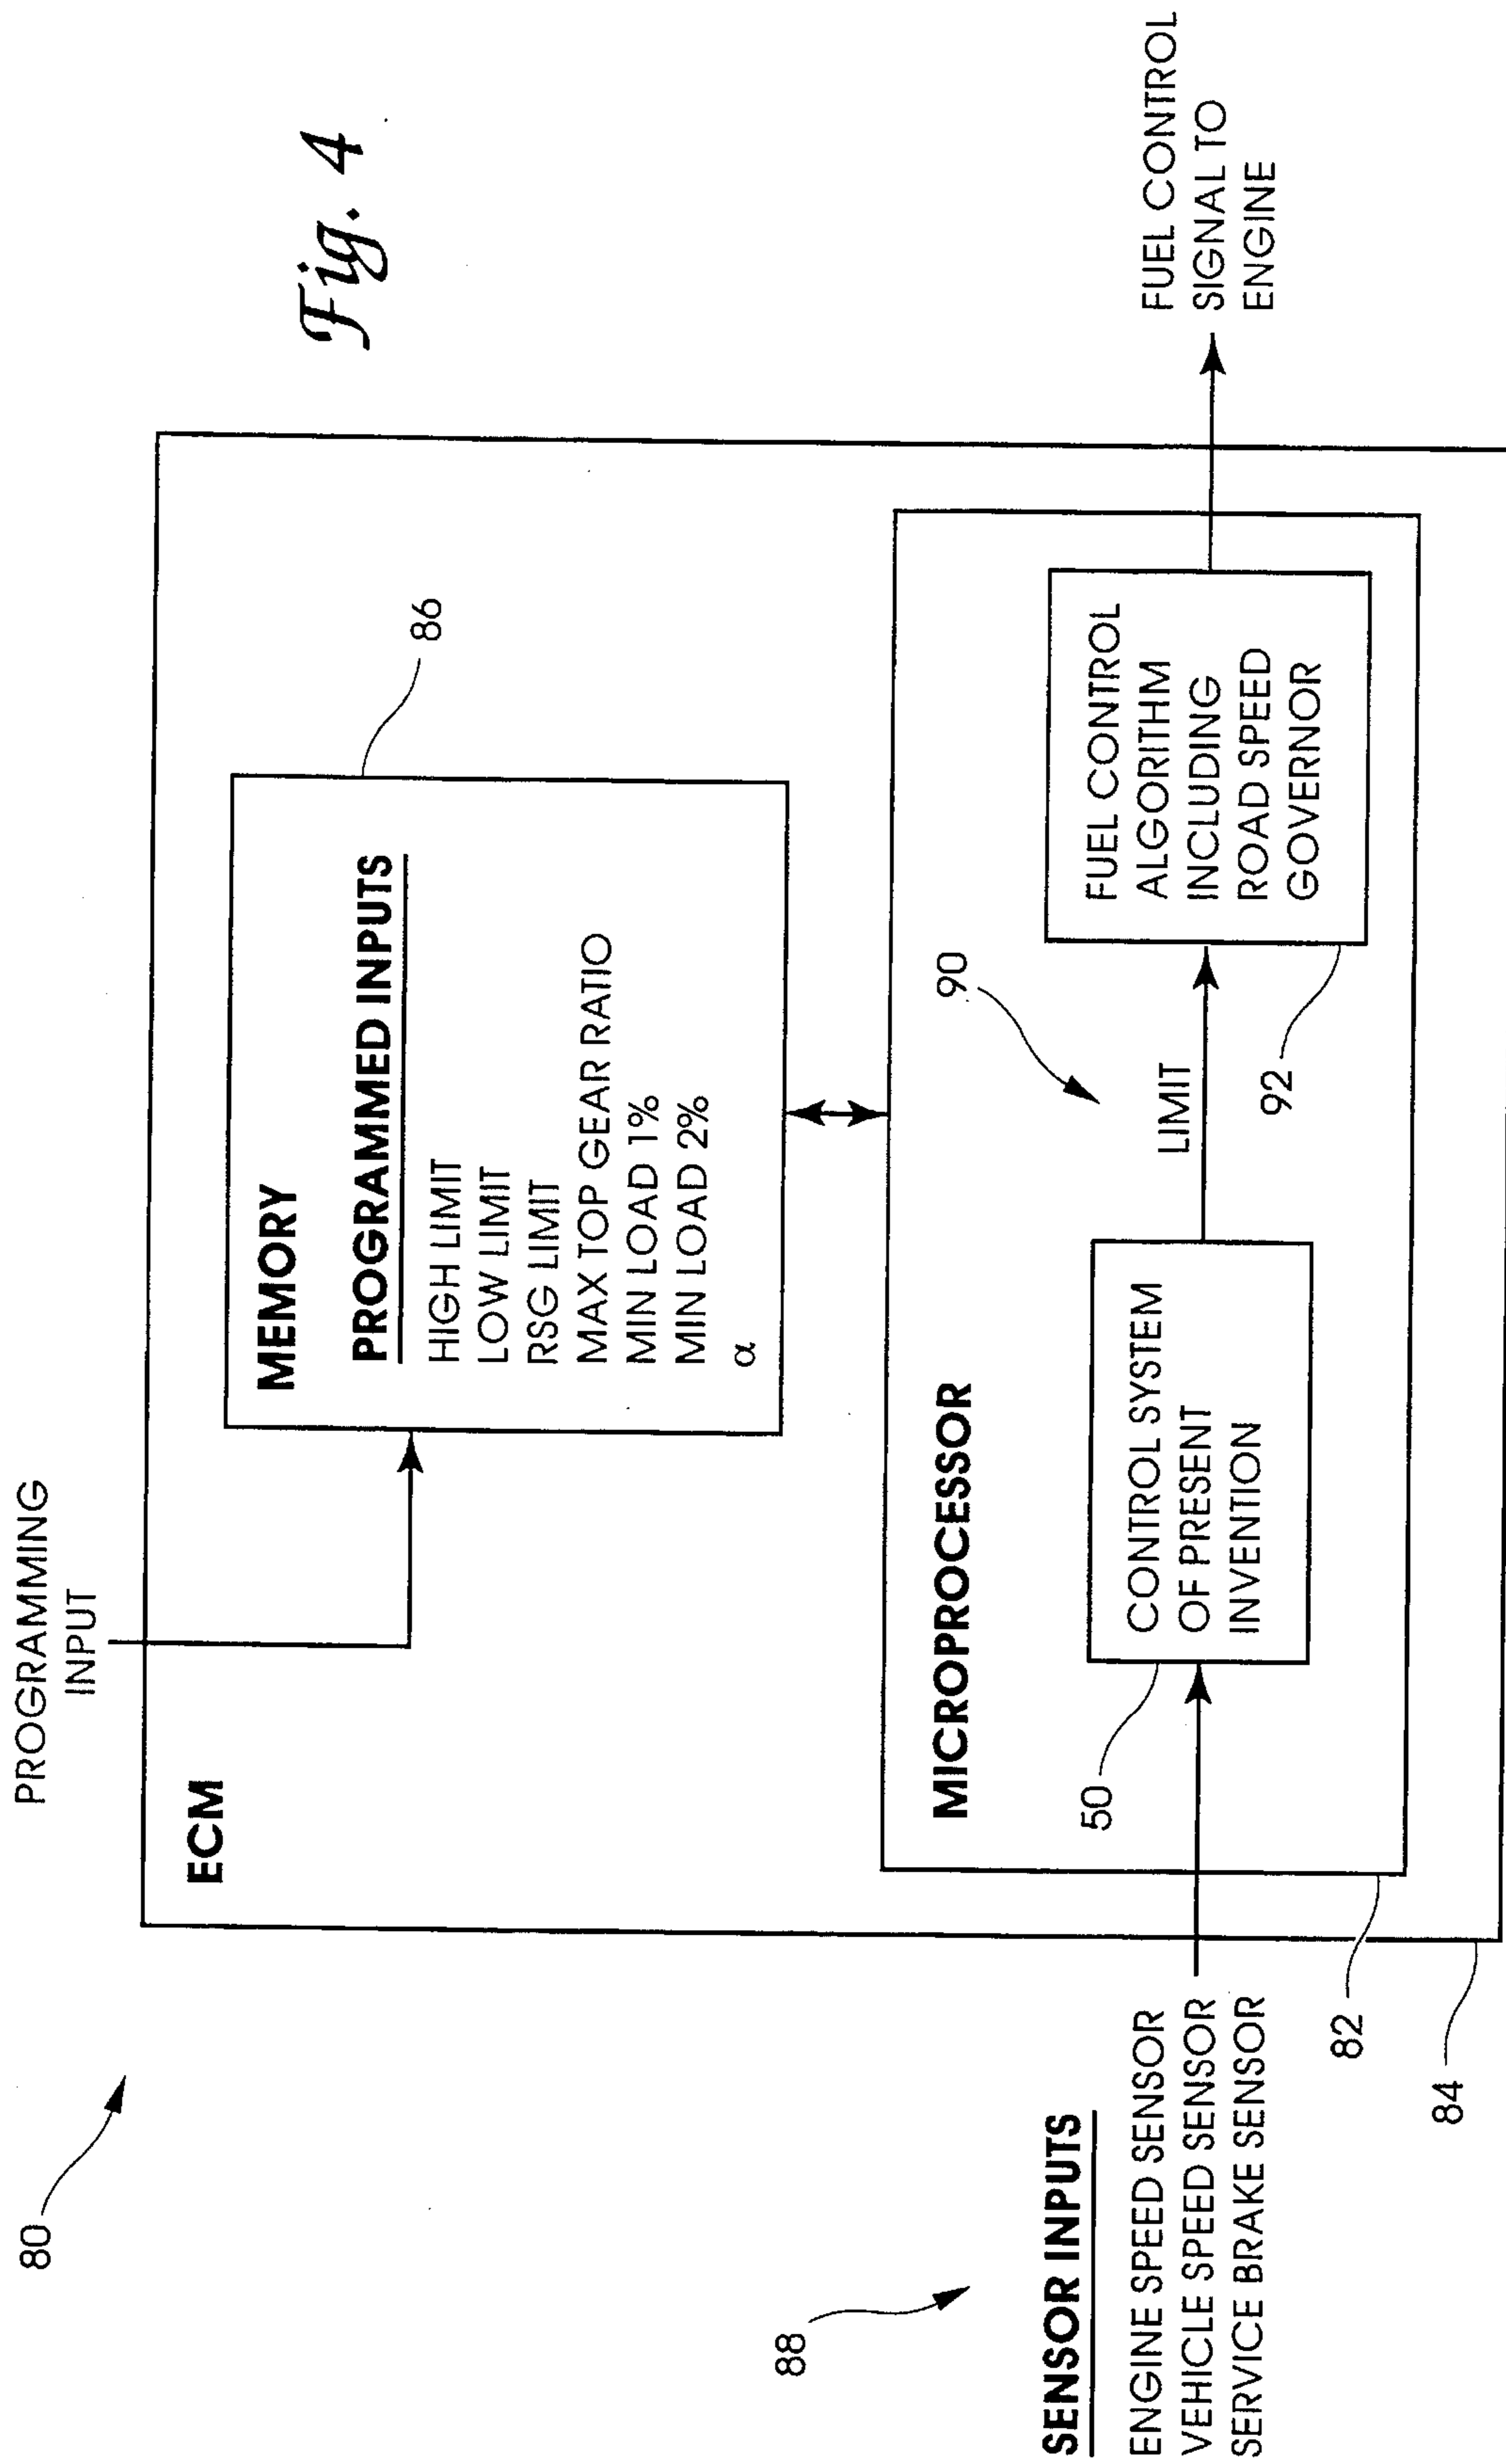 Fig. 4
80
PROGRAMMING
INPUT
ECM
MEMORY
PROGRAMMED INPUTS
HIGH LIMIT
LOW LIMIT
RSG LIMIT
MAX TOP GEAR RATIO
MIN LOAD 1%
MIN LOAD 2%
α
86
88
SENSOR INPUTS
ENGINE SPEED SENSOR
VEHICLE SPEED SENSOR
SERVICE BRAKE SENSOR
MICROPROCESSOR
50
CONTROL SYSTEM
OF PRESENT
INVENTION
90
LIMIT
FUEL CONTROL
ALGORITHM
INCLUDING
ROAD SPEED
GOVERNOR
92
FUEL CONTROL
SIGNAL TO
ENGINE
82
84